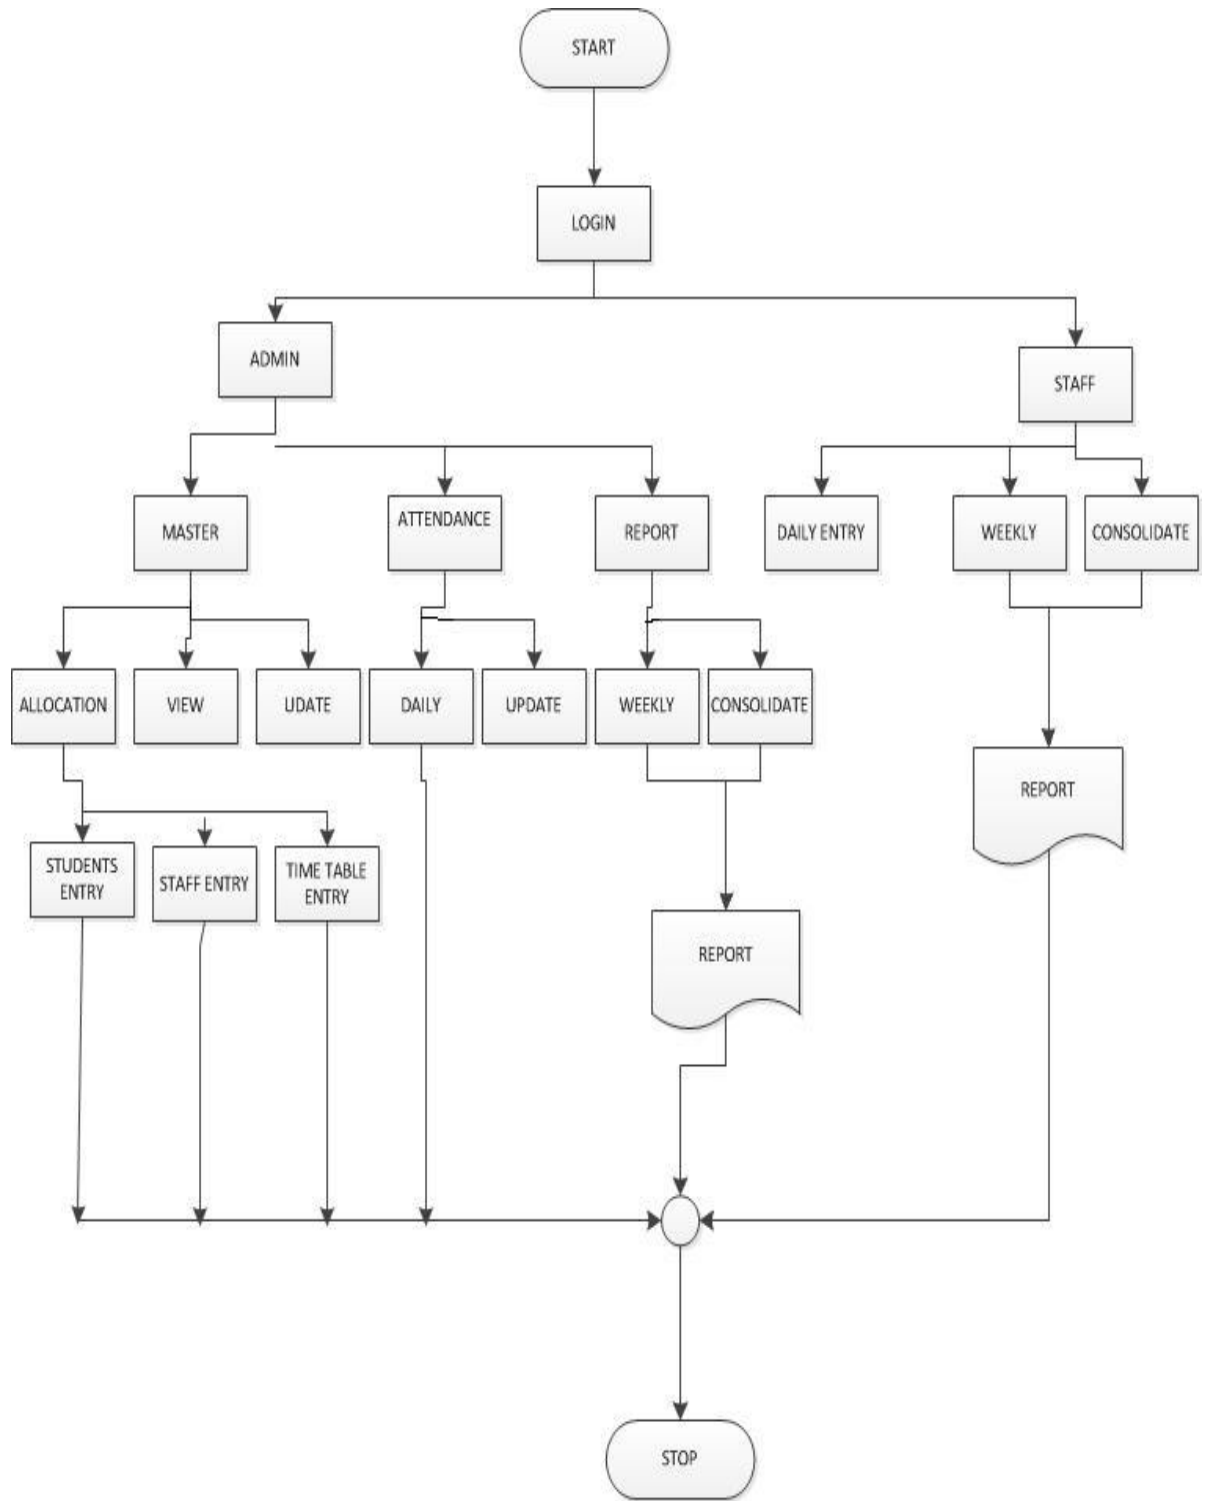 START
LOGIN
ADMIN
STAFF
MASTER
ATTENDANCE
REPORT
DAILY ENTRY
WEEKLY
CONSOLIDATE
ALLOCATION
VIEW
UDATE
DAILY
UPDATE
WEEKLY
CONSOLIDATE
REPORT
STUDENTS
ENTRY
STAFF ENTRY
TIME TABLE
ENTRY
REPORT
STOP